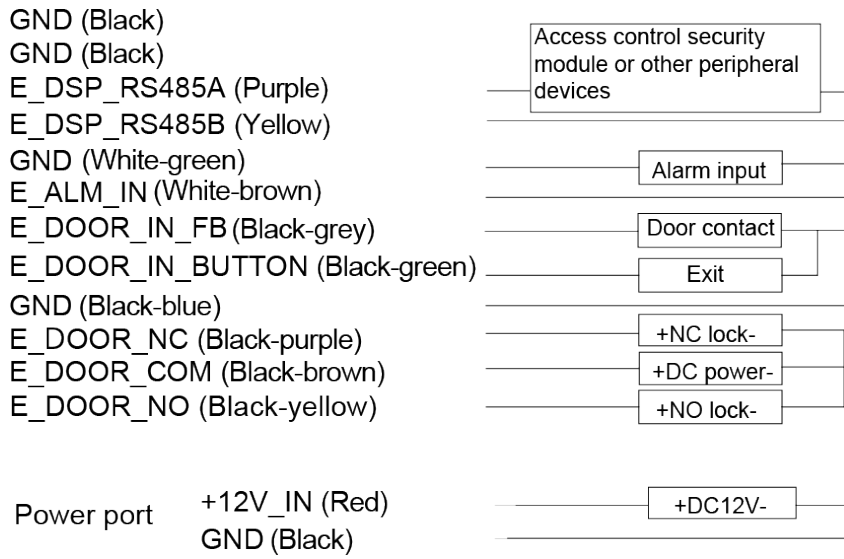 GND (Black)
GND (Black)
E_DSP_RS485A (Purple)
E_DSP_RS485B (Yellow)
GND (White-green)
E_ALM_IN (White-brown)
E_DOOR_IN_FB (Black-grey)
E_DOOR_IN_BUTTON (Black-green)
GND (Black-blue)
E_DOOR_NC (Black-purple)
E_DOOR_COM (Black-brown)
E_DOOR_NO (Black-yellow)
Access control security
module or other peripheral
devices
Alarm input
Door contact
Exit
+NC lock-
+DC power-
+NO lock-
Power port
+12V_IN (Red)
GND (Black)
+DC12V-